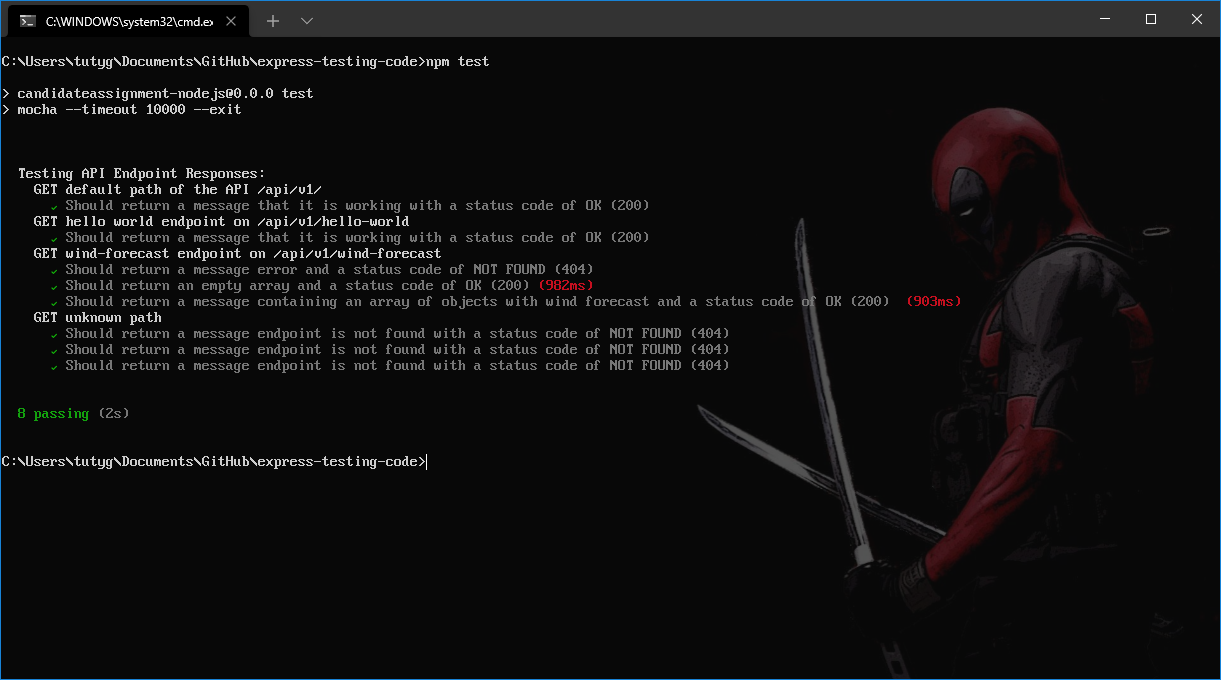 C:\WINDOWS\system32\cmd.ex
C:\Users\tutyg\Documents\GitHub\express-testing-code>npm test
> candidateassignment-nodejs@0.0.0 test
> mocha --timeout 10000 --exit
Testing API Endpoint Responses:
GET default path of the API /api/v1/
✓ Should return a message that it is working with a status code of OK (200)
GET hello world endpoint on /api/v1/hello-world
✓ Should return a message that it is working with a status code of OK (200)
GET wind-forecast endpoint on /api/v1/wind-forecast
✓ Should return a message error and a status code of NOT FOUND (404)
✓ Should return an empty array and a status code of OK (200) (982ms)
✓ Should return a message containing an array of objects with wind forecast and a status code of OK (200)  (903ms)
GET unknown path
✓ Should return a message endpoint is not found with a status code of NOT FOUND (404)
✓ Should return a message endpoint is not found with a status code of NOT FOUND (404)
✓ Should return a message endpoint is not found with a status code of NOT FOUND (404)
8 passing (2s)
C:\Users\tutyg\Documents\GitHub\express-testing-code>